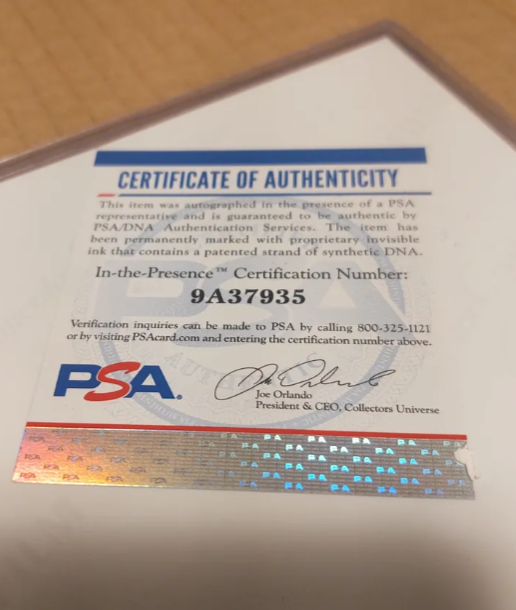 CERTIFICATE OF AUTHENTICITY
This item was autographed in the presence of a PSA
representative and is guaranteed to be authentic by
PSA/DNA Authentication Services. The item has
been permanently marked with proprietary invisible
ink that contains a patented strand of synthetic DNA.
In-the-Presence™ Certification Number:
9A37935
Verification inquiries can be made to PSA by calling 800-325-1121
or by visiting PSAcard.com and entering the certification number above.
PSA.
Joe Orlando
President & CEO, Collectors Universe